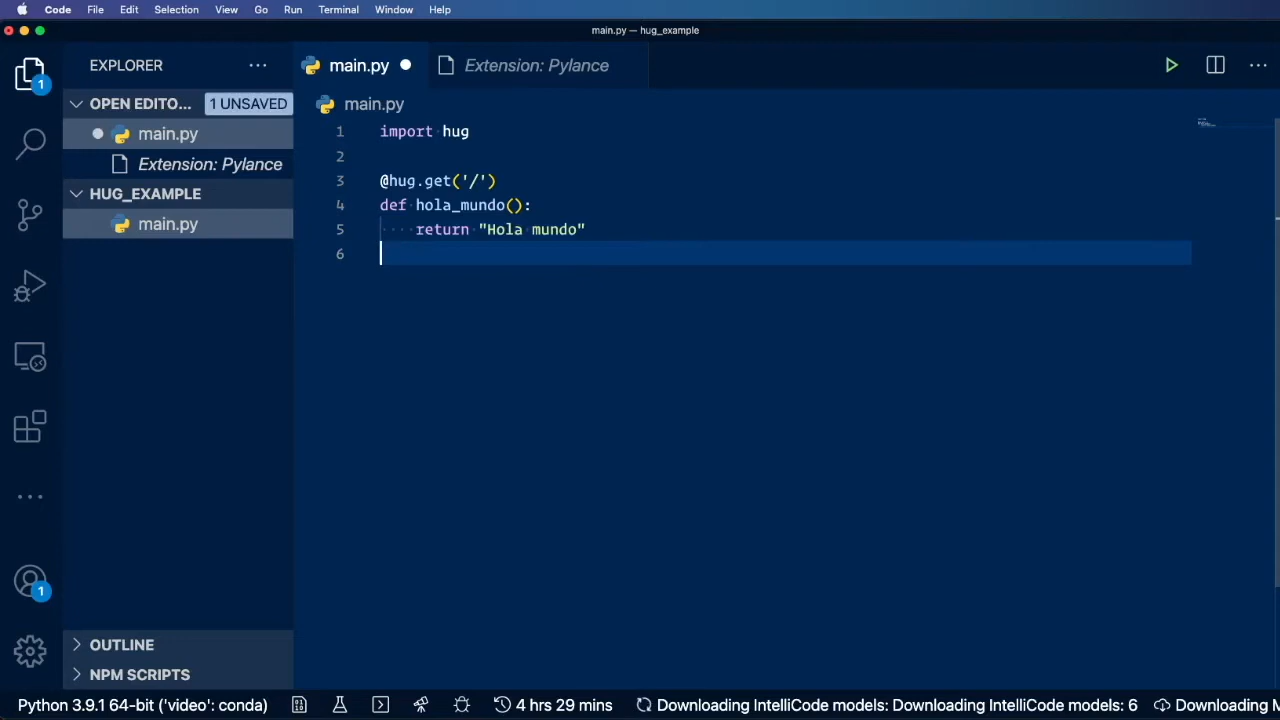 Code File Edit Selection View Go Run Terminal Window Help
main.py — hug_example
EXPLORER
main.py
Extension: Pylance
1
OPEN EDITO...
1 UNSAVED
main.py
Extension: Pylance
HUG_EXAMPLE
main.py
main.py
1 import hug
2
3 @hug.get('/')
4 def hola_mundo():
5 return "Hola mundo"
6
1
OUTLINE
NPM SCRIPTS
Python 3.9.1 64-bit ('video': conda) 4 hrs 29 mins Downloading IntelliCode models: Downloading IntelliCode models: 6 Downloading